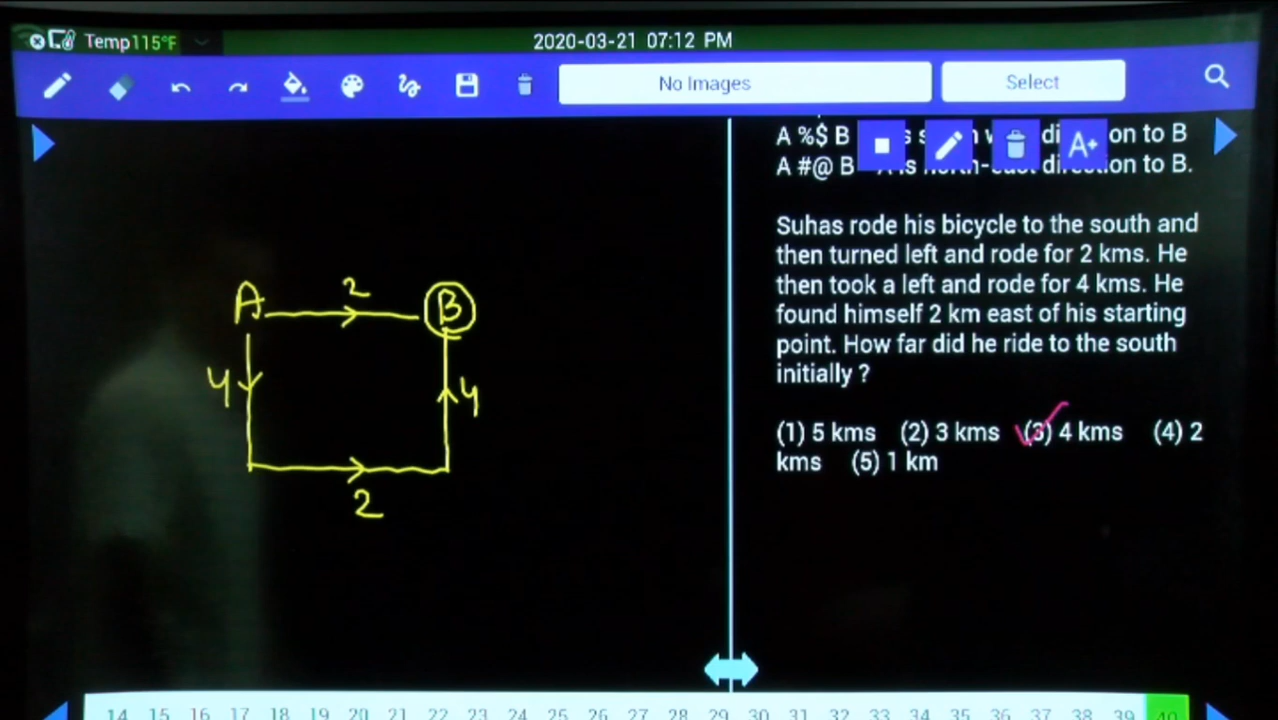 Temp115°F
2020-03-21 07:12 PM
No Images
Select
A %$ B on to B
A #@ B on to B.
A+
Suhas rode his bicycle to the south and
then turned left and rode for 2 kms. He
then took a left and rode for 4 kms. He
found himself 2 km east of his starting
point. How far did he ride to the south
initially ?
(1) 5 kms (2) 3 kms (3) 4 kms (4) 2
kms (5) 1 km
A 2 B
4 4
2
14 15 16 17 18 19 20 21 22 23 24 25 26 27 28 29 30 31 32 33 34 35 36 37 38 39 40